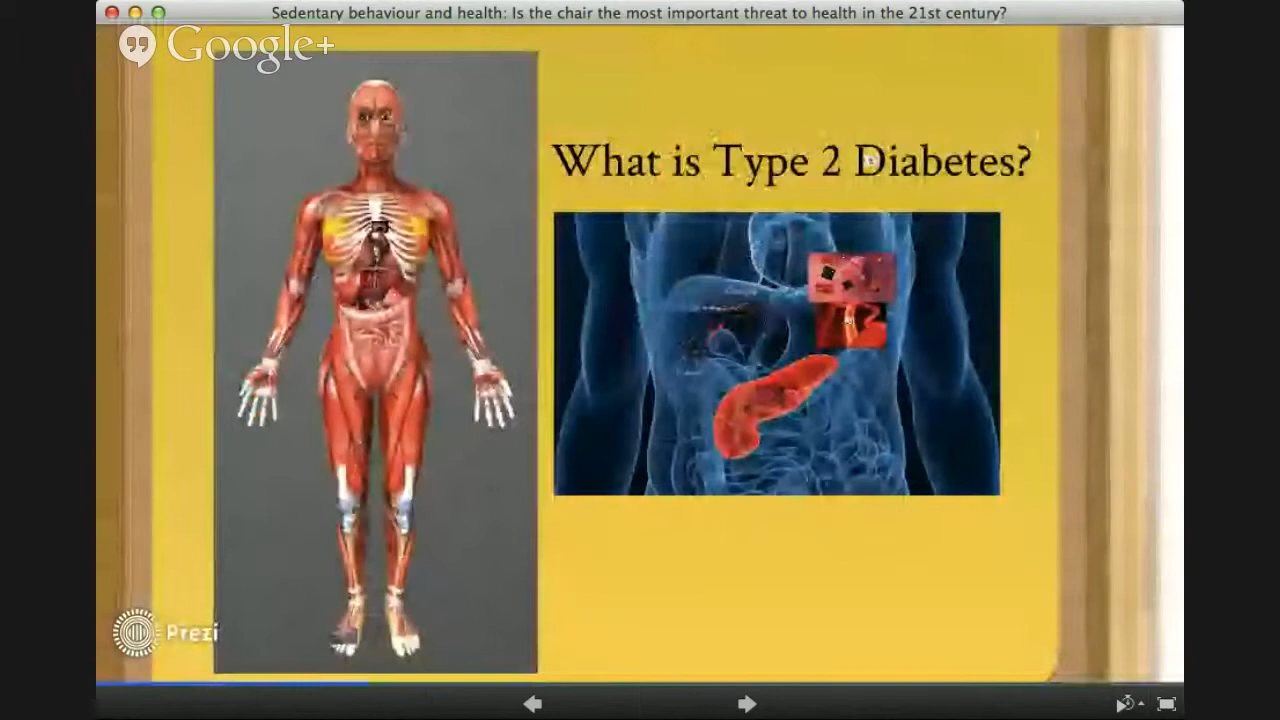 Sedentary behaviour and health: Is the chair the most important threat to health in the 21st century?
Google+
What is Type 2 Diabetes?
Prezi